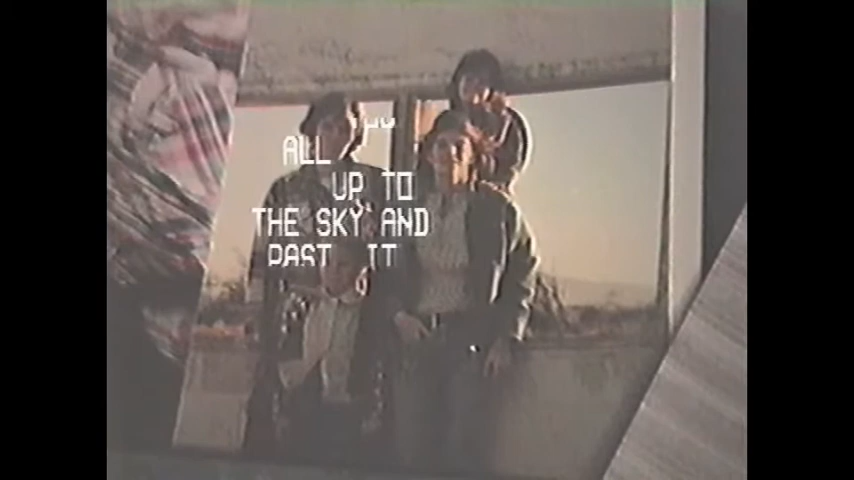 ALL
UP TO
THE SKY AND
PAST IT